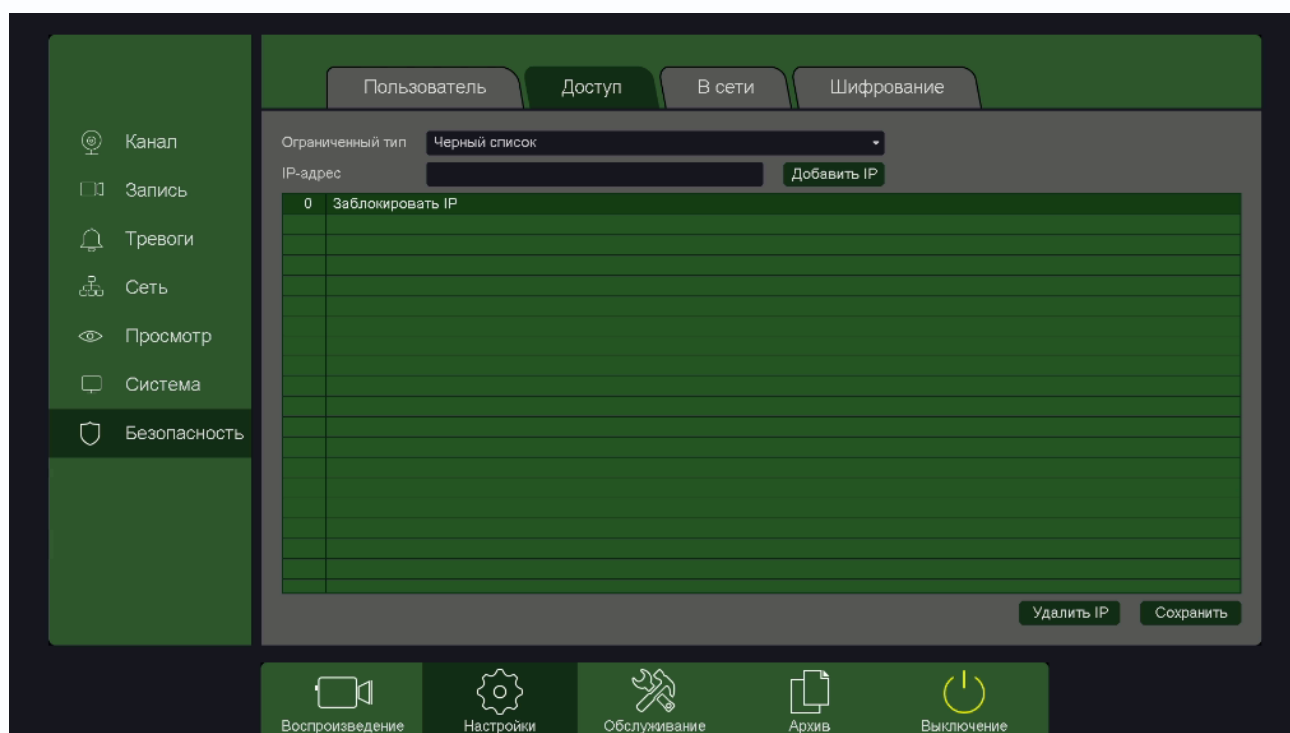 Пользователь Доступ В сети Шифрование
Канал
Запись
Тревоги
Сеть
Просмотр
Система
Безопасность
Ограниченный тип Черный список
IP-адрес Добавить IP
0 Заблокировать IP
Удалить IP Сохранить
Воспроизведение Настройки Обслуживание Архив Выключение